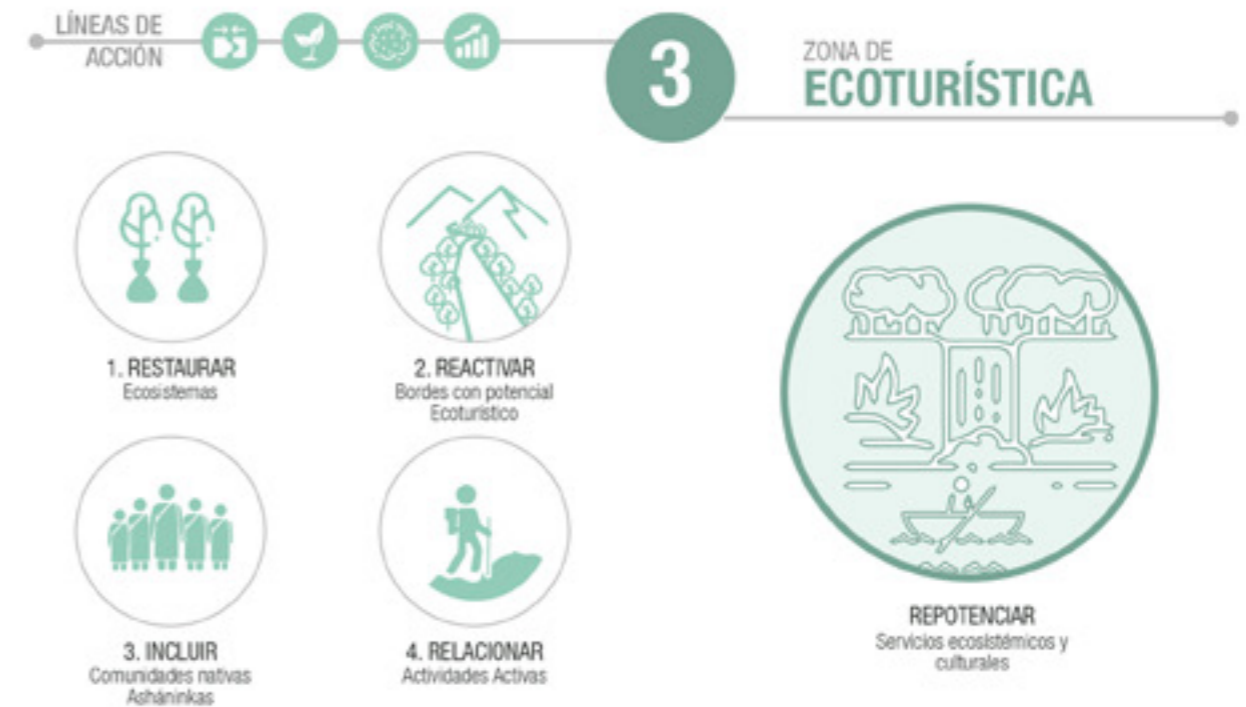 LÍNEAS DE
ACCIÓN
3
ZONA DE
ECOTURÍSTICA
1. RESTAURAR
Ecosistemas
2. REACTIVAR
Bordes con potencial
Ecoturístico
3. INCLUIR
Comunidades nativas
Asháninkas
4. RELACIONAR
Actividades Activas
REPOTENCIAR
Servicios ecosistémicos y
culturales